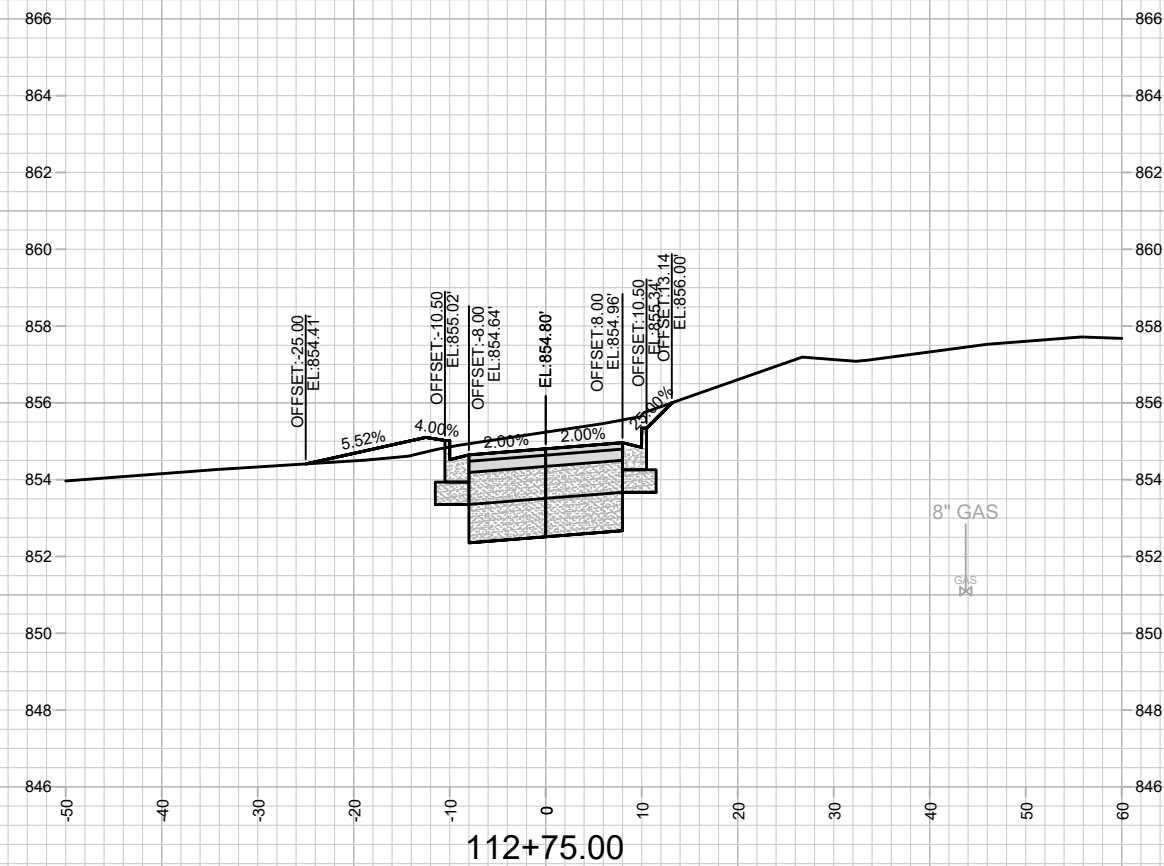 866
866
864
864
862
862
860
860
858
858
856
856
854
854
852
852
850
850
848
848
846
846
OFFSET:-25.00
EL:854.41'
OFFSET:-10.50
EL:855.02'
OFFSET:-8.00
EL:854.64'
EL:854.80'
OFFSET:8.00
EL:854.96'
OFFSET:10.50
EL:855.34'
OFFSET:13.14
EL:856.00'
5.52%
4.00%
2.00%
2.00%
25.00%
8" GAS
GAS
-50
-40
-30
-20
-10
0
10
20
30
40
50
60
112+75.00